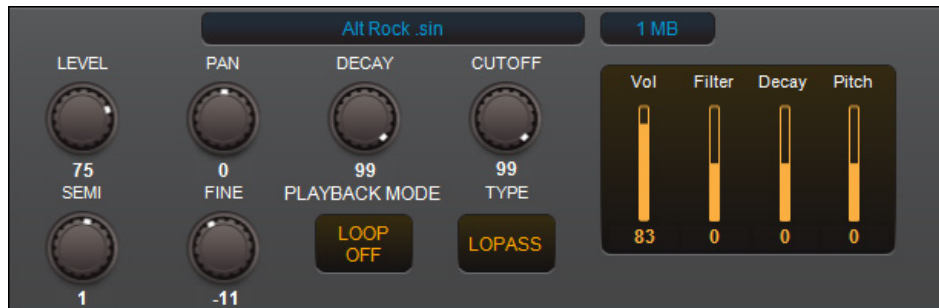 Alt Rock .sin 1 MB
LEVEL PAN DECAY CUTOFF
Vol Filter Decay Pitch
75 0 99 99
SEMI FINE PLAYBACK MODE TYPE
LOOP
OFF
LOPASS
83 0 0 0
1 -11